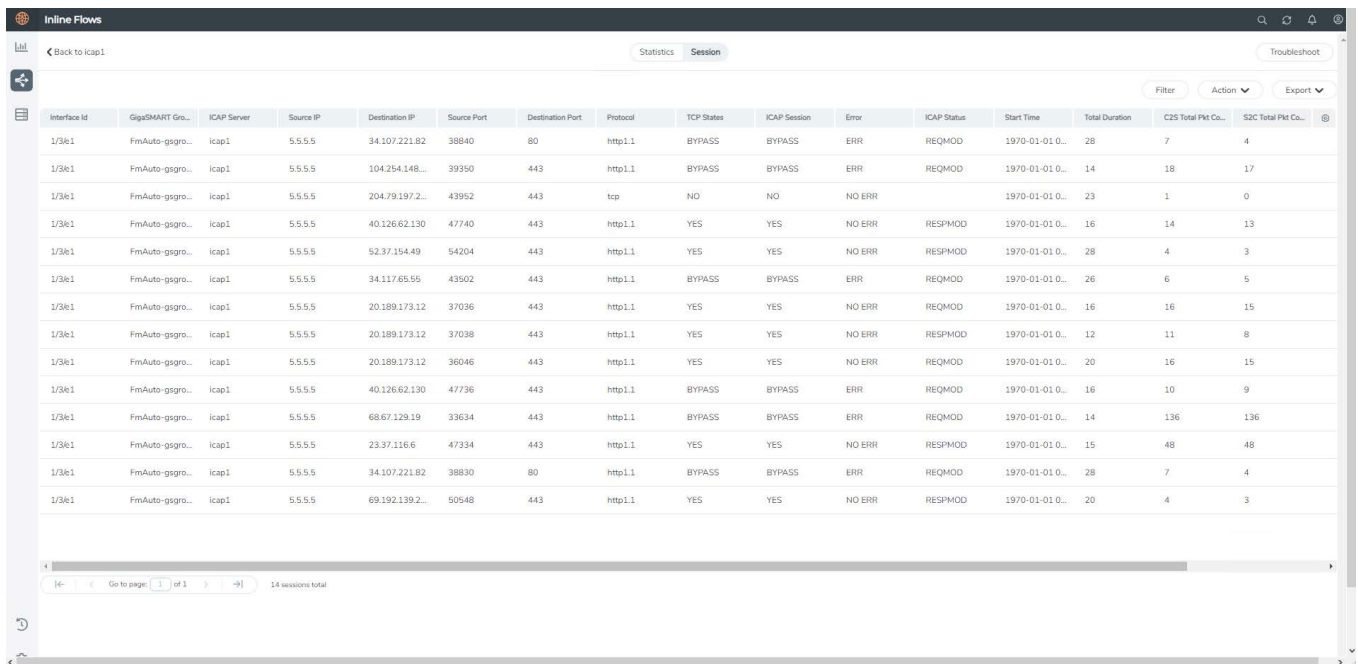 Inline Flows
Back to icap1
Statistics Session
Troubleshoot
Filter Action Export
Interface Id GigaSMART Gro... ICAP Server Source IP Destination IP Source Port Destination Port Protocol TCP States ICAP Session Error ICAP Status Start Time Total Duration C2S Total Pkt Co... S2C Total Pkt Co...
1/3/e1 FmAuto-gsgro... icap1 5.5.5.5 34.107.221.82 38840 80 http1.1 BYPASS BYPASS ERR REQMOD 1970-01-01 0... 28 7 4
1/3/e1 FmAuto-gsgro... icap1 5.5.5.5 104.254.148.... 39350 443 http1.1 BYPASS BYPASS ERR REQMOD 1970-01-01 0... 14 18 17
1/3/e1 FmAuto-gsgro... icap1 5.5.5.5 204.79.197.2... 43952 443 tcp NO NO NO ERR 1970-01-01 0... 23 1 0
1/3/e1 FmAuto-gsgro... icap1 5.5.5.5 40.126.62.130 47740 443 http1.1 YES YES NO ERR RESPMOD 1970-01-01 0... 16 14 13
1/3/e1 FmAuto-gsgro... icap1 5.5.5.5 52.37.154.49 54204 443 http1.1 YES YES NO ERR RESPMOD 1970-01-01 0... 28 4 3
1/3/e1 FmAuto-gsgro... icap1 5.5.5.5 34.117.65.55 43502 443 http1.1 BYPASS BYPASS ERR REQMOD 1970-01-01 0... 26 6 5
1/3/e1 FmAuto-gsgro... icap1 5.5.5.5 20.189.173.12 37036 443 http1.1 YES YES NO ERR REQMOD 1970-01-01 0... 16 16 15
1/3/e1 FmAuto-gsgro... icap1 5.5.5.5 20.189.173.12 37038 443 http1.1 YES YES NO ERR RESPMOD 1970-01-01 0... 12 11 8
1/3/e1 FmAuto-gsgro... icap1 5.5.5.5 20.189.173.12 36046 443 http1.1 YES YES NO ERR REQMOD 1970-01-01 0... 20 16 15
1/3/e1 FmAuto-gsgro... icap1 5.5.5.5 40.126.62.130 47736 443 http1.1 BYPASS BYPASS ERR REQMOD 1970-01-01 0... 16 10 9
1/3/e1 FmAuto-gsgro... icap1 5.5.5.5 68.67.129.19 33634 443 http1.1 BYPASS BYPASS ERR REQMOD 1970-01-01 0... 14 136 136
1/3/e1 FmAuto-gsgro... icap1 5.5.5.5 23.37.116.6 47334 443 http1.1 YES YES NO ERR RESPMOD 1970-01-01 0... 15 48 48
1/3/e1 FmAuto-gsgro... icap1 5.5.5.5 34.107.221.82 38830 80 http1.1 BYPASS BYPASS ERR REQMOD 1970-01-01 0... 28 7 4
1/3/e1 FmAuto-gsgro... icap1 5.5.5.5 69.192.139.2... 50548 443 http1.1 YES YES NO ERR RESPMOD 1970-01-01 0... 20 4 3
Go to page: 1 of 1 14 sessions total